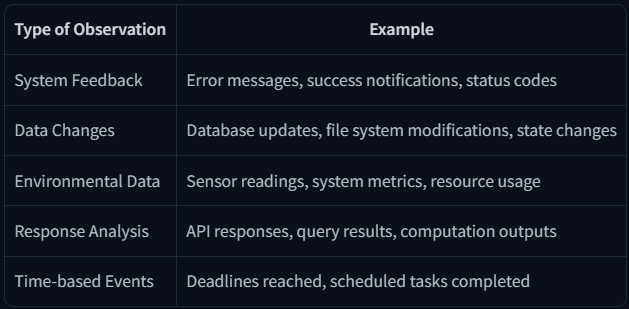 Type of Observation Example
System Feedback Error messages, success notifications, status codes
Data Changes Database updates, file system modifications, state changes
Environmental Data Sensor readings, system metrics, resource usage
Response Analysis API responses, query results, computation outputs
Time-based Events Deadlines reached, scheduled tasks completed